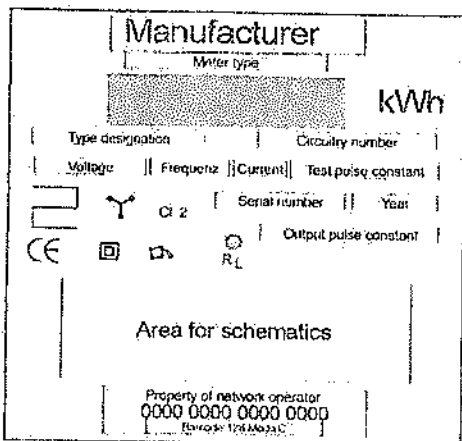 Manufacturer
Meter type
kWh
Type designation Circuitry number
Voltage Frequenz Current Test pulse constant
Cl 2 Serial number Year
CE Output pulse constant
RL
Area for schematics
Property of network operator
0000 0000 0000 0000